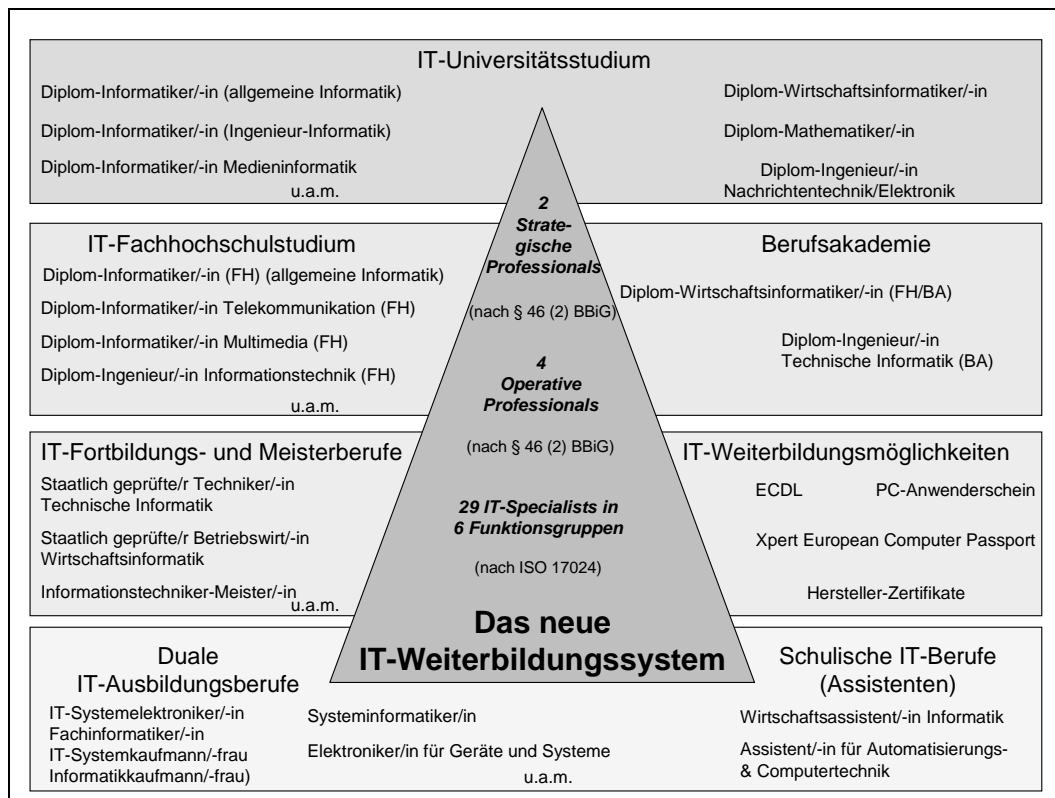 IT-Universitätsstudium
Diplom-Informatiker/-in (allgemeine Informatik)
Diplom-Informatiker/-in (Ingenieur-Informatik)
Diplom-Informatiker/-in Medieninformatik
u.a.m.
Diplom-Wirtschaftsinformatiker/-in
Diplom-Mathematiker/-in
Diplom-Ingenieur/-in
Nachrichtentechnik/Elektronik
2
Strate-
gische
Professionals
(nach § 46 (2) BBiG)
4
Operative
Professionals
(nach § 46 (2) BBiG)
29 IT-Specialists in
6 Funktionsgruppen
(nach ISO 17024)
Das neue
IT-Weiterbildungssystem
IT-Fachhochschulstudium
Diplom-Informatiker/-in (FH) (allgemeine Informatik)
Diplom-Informatiker/-in Telekommunikation (FH)
Diplom-Informatiker/-in Multimedia (FH)
Diplom-Ingenieur/-in Informationstechnik (FH)
u.a.m.
Berufsakademie
Diplom-Wirtschaftsinformatiker/-in (FH/BA)
Diplom-Ingenieur/-in
Technische Informatik (BA)
IT-Fortbildungs- und Meisterberufe
Staatlich geprüfte/r Techniker/-in
Technische Informatik
Staatlich geprüfte/r Betriebswirt/-in
Wirtschaftsinformatik
Informationstechniker-Meister/-in
u.a.m.
IT-Weiterbildungsmöglichkeiten
ECDL PC-Anwenderschein
Xpert European Computer Passport
Hersteller-Zertifikate
Duale
IT-Ausbildungsberufe
IT-Systemelektroniker/-in
Fachinformatiker/-in
IT-Systemkaufmann/-frau
Informatikkaufmann/-frau)
Systeminformatiker/in
Elektroniker/in für Geräte und Systeme
u.a.m.
Schulische IT-Berufe
(Assistenten)
Wirtschaftsassistent/-in Informatik
Assistent/-in für Automatisierungs-
& Computertechnik